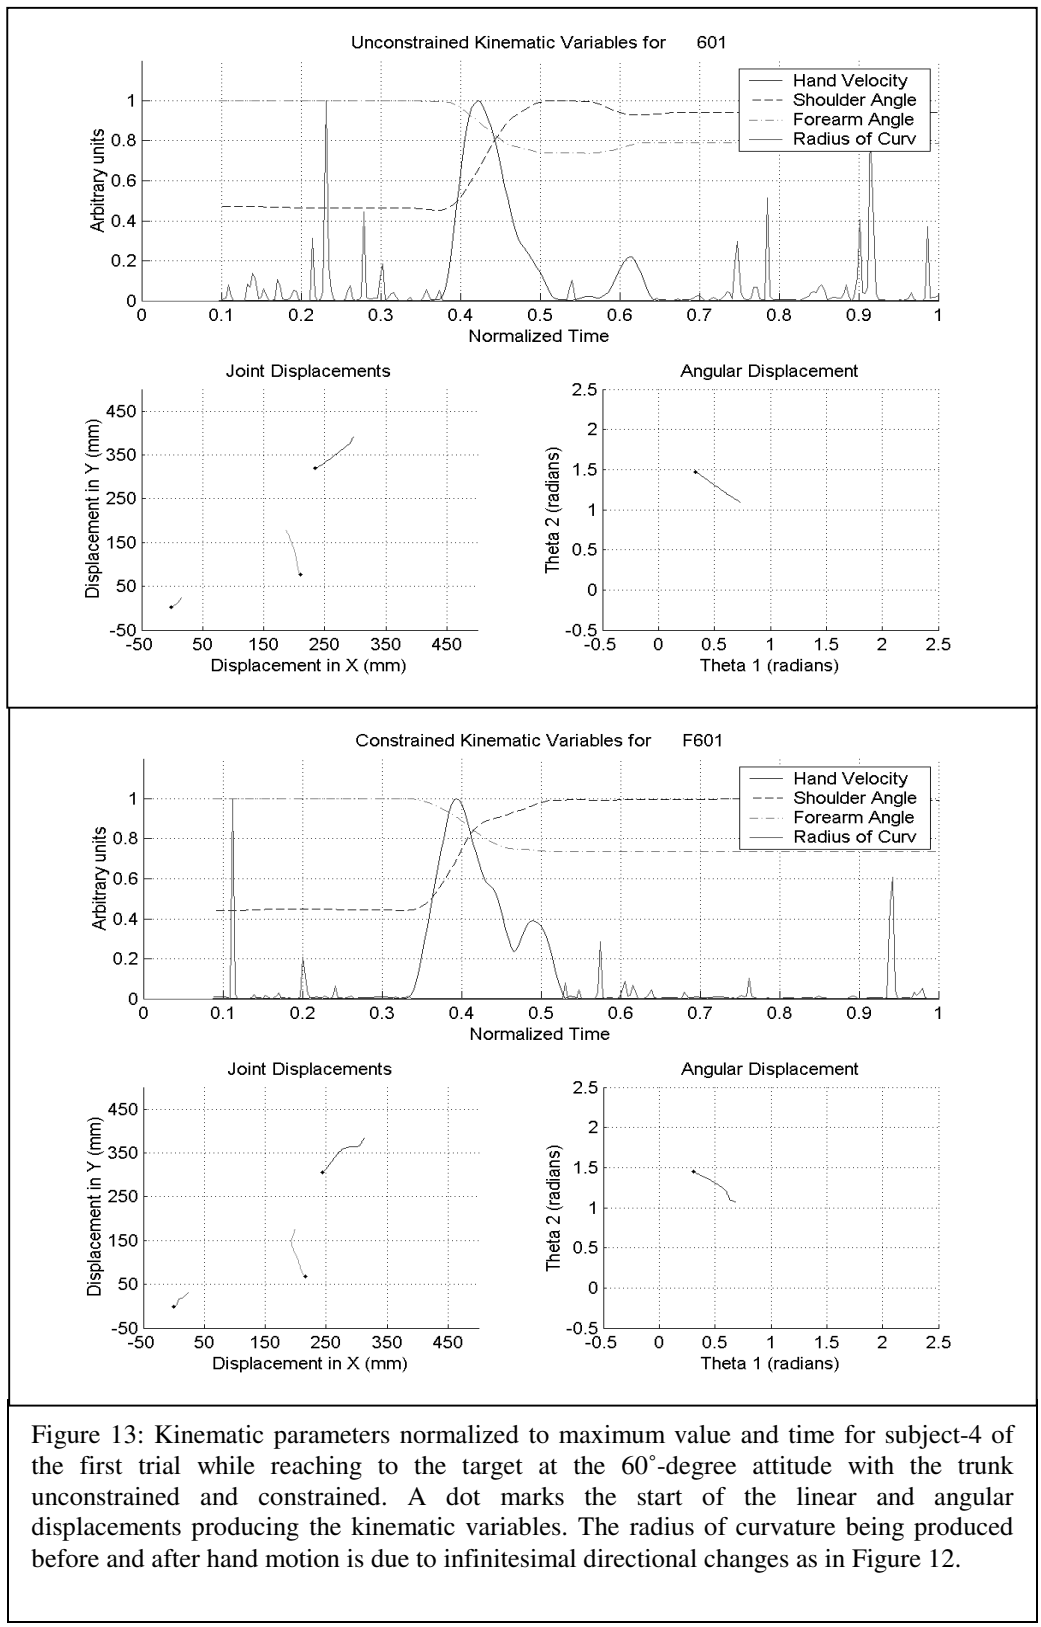 Unconstrained Kinematic Variables for 601
Hand Velocity
Shoulder Angle
Forearm Angle
Radius of Curv
Arbitrary units
1
0.8
0.6
0.4
0.2
0
0 0.1 0.2 0.3 0.4 0.5 0.6 0.7 0.8 0.9 1
Normalized Time
Joint Displacements
Displacement in Y (mm)
450
350
250
150
50
-50
-50 50 150 250 350 450
Displacement in X (mm)
Angular Displacement
Theta 2 (radians)
2.5
2
1.5
1
0.5
0
-0.5
-0.5 0 0.5 1 1.5 2 2.5
Theta 1 (radians)
Constrained Kinematic Variables for F601
Hand Velocity
Shoulder Angle
Forearm Angle
Radius of Curv
Arbitrary units
1
0.8
0.6
0.4
0.2
0
0 0.1 0.2 0.3 0.4 0.5 0.6 0.7 0.8 0.9 1
Normalized Time
Joint Displacements
Displacement in Y (mm)
450
350
250
150
50
-50
-50 50 150 250 350 450
Displacement in X (mm)
Angular Displacement
Theta 2 (radians)
2.5
2
1.5
1
0.5
0
-0.5
-0.5 0 0.5 1 1.5 2 2.5
Theta 1 (radians)
Figure 13: Kinematic parameters normalized to maximum value and time for subject-4 of
the first trial while reaching to the target at the 60˚-degree attitude with the trunk
unconstrained and constrained. A dot marks the start of the linear and angular
displacements producing the kinematic variables. The radius of curvature being produced
before and after hand motion is due to infinitesimal directional changes as in Figure 12.